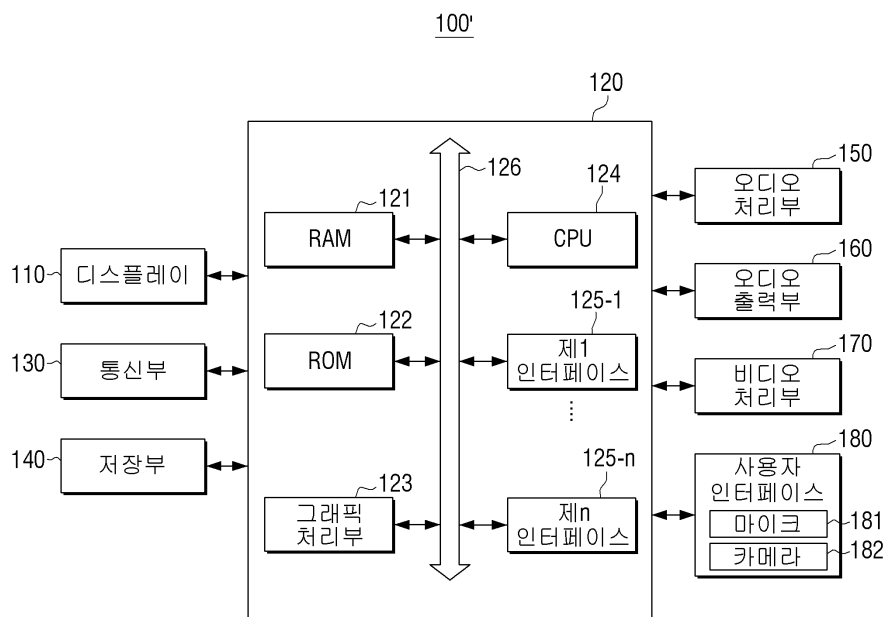 100'
120
126
121
RAM
124
CPU
150
오디오
처리부
110
디스플레이
160
오디오
출력부
122
ROM
125-1
제1
인터페이스
130
통신부
170
비디오
처리부
140
저장부
123
그래픽
처리부
125-n
제n
인터페이스
180
사용자
인터페이스
마이크
181
카메라
182